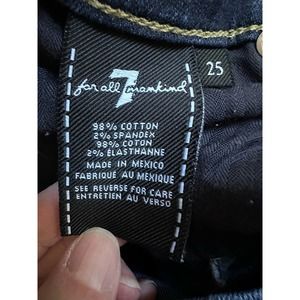 7
for all mankind
25
98% COTTON
2% SPANDEX
98% COTON
2% ÉLASTHANNE
MADE IN MEXICO
FABRIQUÉ AU MEXIQUE
SEE REVERSE FOR CARE
ENTRETIEN AU VERSO